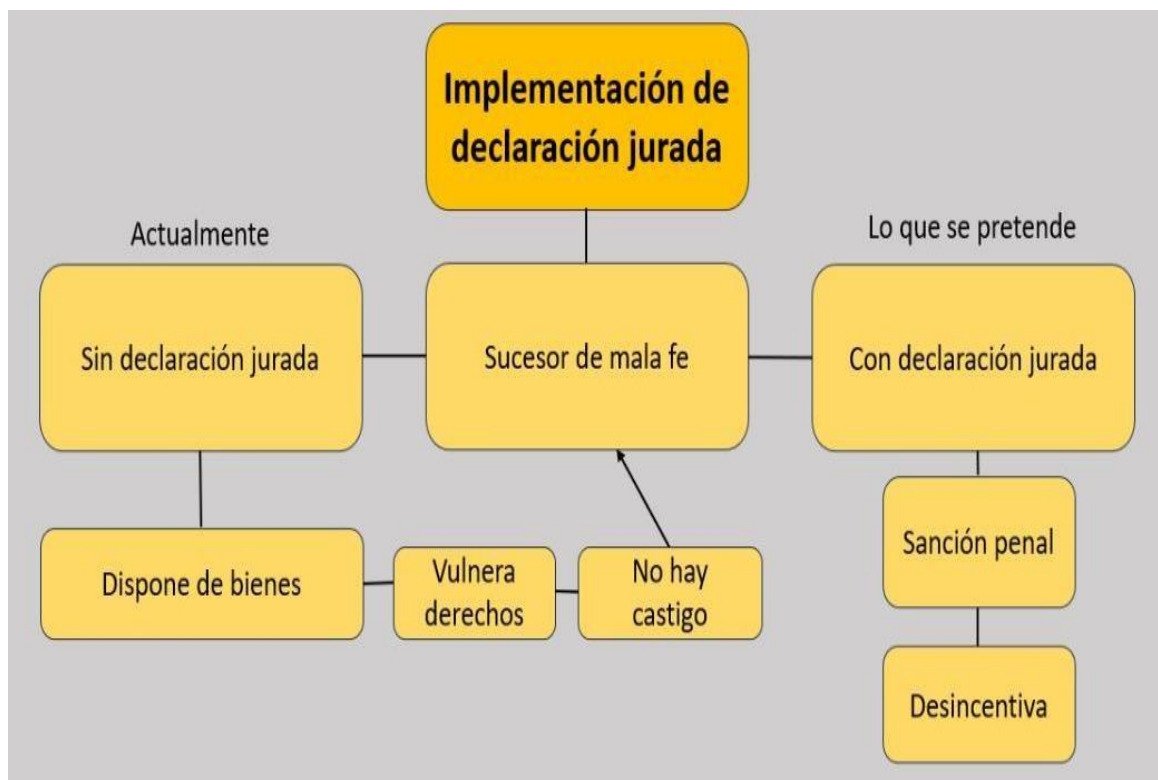 Implementación de
declaración jurada
Actualmente
Lo que se pretende
Sin declaración jurada
Sucesor de mala fe
Con declaración jurada
Dispone de bienes
Vulnera
derechos
No hay
castigo
Sanción penal
Desincentiva